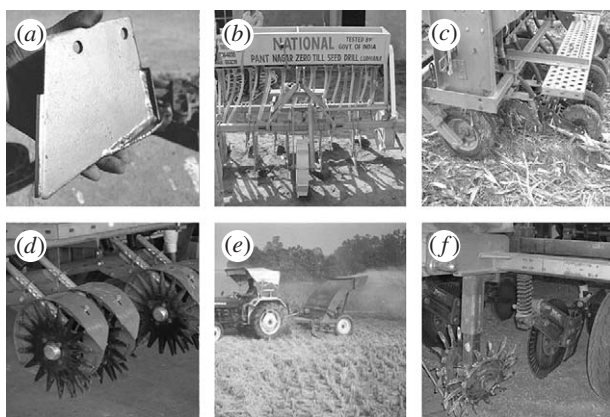 (a)
(b)
NATIONAL
TESTED BY:
GOVT. OF INDIA
PANT NAGAR ZERO TILL SEED DRILL LUDHIANA
(c)
(d)
(e)
(f)